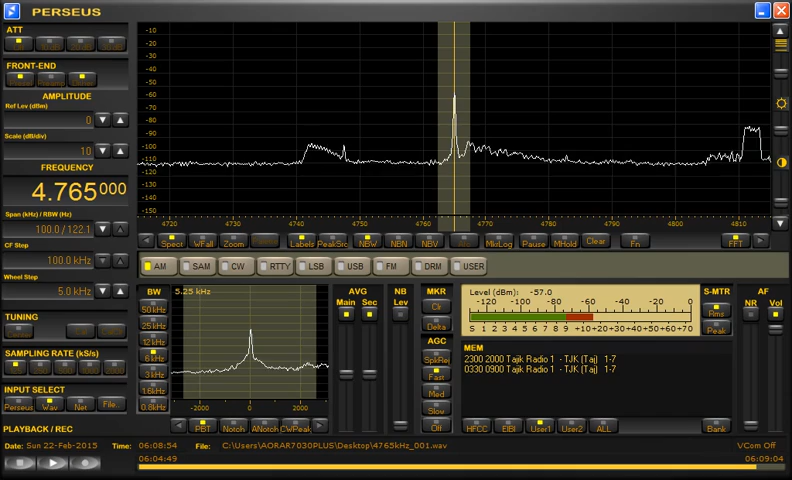 PERSEUS
ATT
FRONT-END
AMPLITUDE
Ref Lev (dBm)
0
Scale (dB/div)
10
FREQUENCY
4.765000
Span (kHz) / RBW (Hz)
100.0 / 122.1
CF Step
100.0 kHz
Wheel Step
5.0 kHz
TUNING
SAMPLING RATE (kS/s)
INPUT SELECT
Perseus Wav Net File..
PLAYBACK / REC
-10
-20
-30
-40
-50
-60
-70
-80
-90
-100
-110
-120
-130
-140
-150
4720 4730 4740 4750 4760 4770 4780 4790 4800 4810
Spect WFall Zoom Labels PeakSrc NBW NBN NBV MkrLog Pause MHold Clear Fn FFT
AM SAM CW RTTY LSB USB FM DRM USER
BW
50 kHz
25 kHz
12 kHz
6 kHz
3 kHz
1.6kHz
0.8kHz
5.25 kHz
-2000 0 2000
PBT Notch ANotch CWPeak
AVG
Main Sec
NB
Lev
MKR
Clr
Delta
AGC
SplkRej
Fast
Med
Slow
Off
Level (dBm): -57.0
-120 -100 -80 -60 -40 -20 0
S 1 3 5 7 9 +10 +20 +30 +40 +50 +60 +70
S-MTR
Rms
Peak
AF
NR Vol
MEM
2300 2000 Tajik Radio 1 - TJK (Taj) 1-7
0330 0900 Tajik Radio 1 - TJK (Taj) 1-7
HFCC EIBI User1 User2 ALL Bank
Date: Sun 22-Feb-2015 Time: 06:08:54 File: C:\Users\AORAR7030PLUS\Desktop\4765kHz_001.wav VCom Off
06:04:49 06:09:04